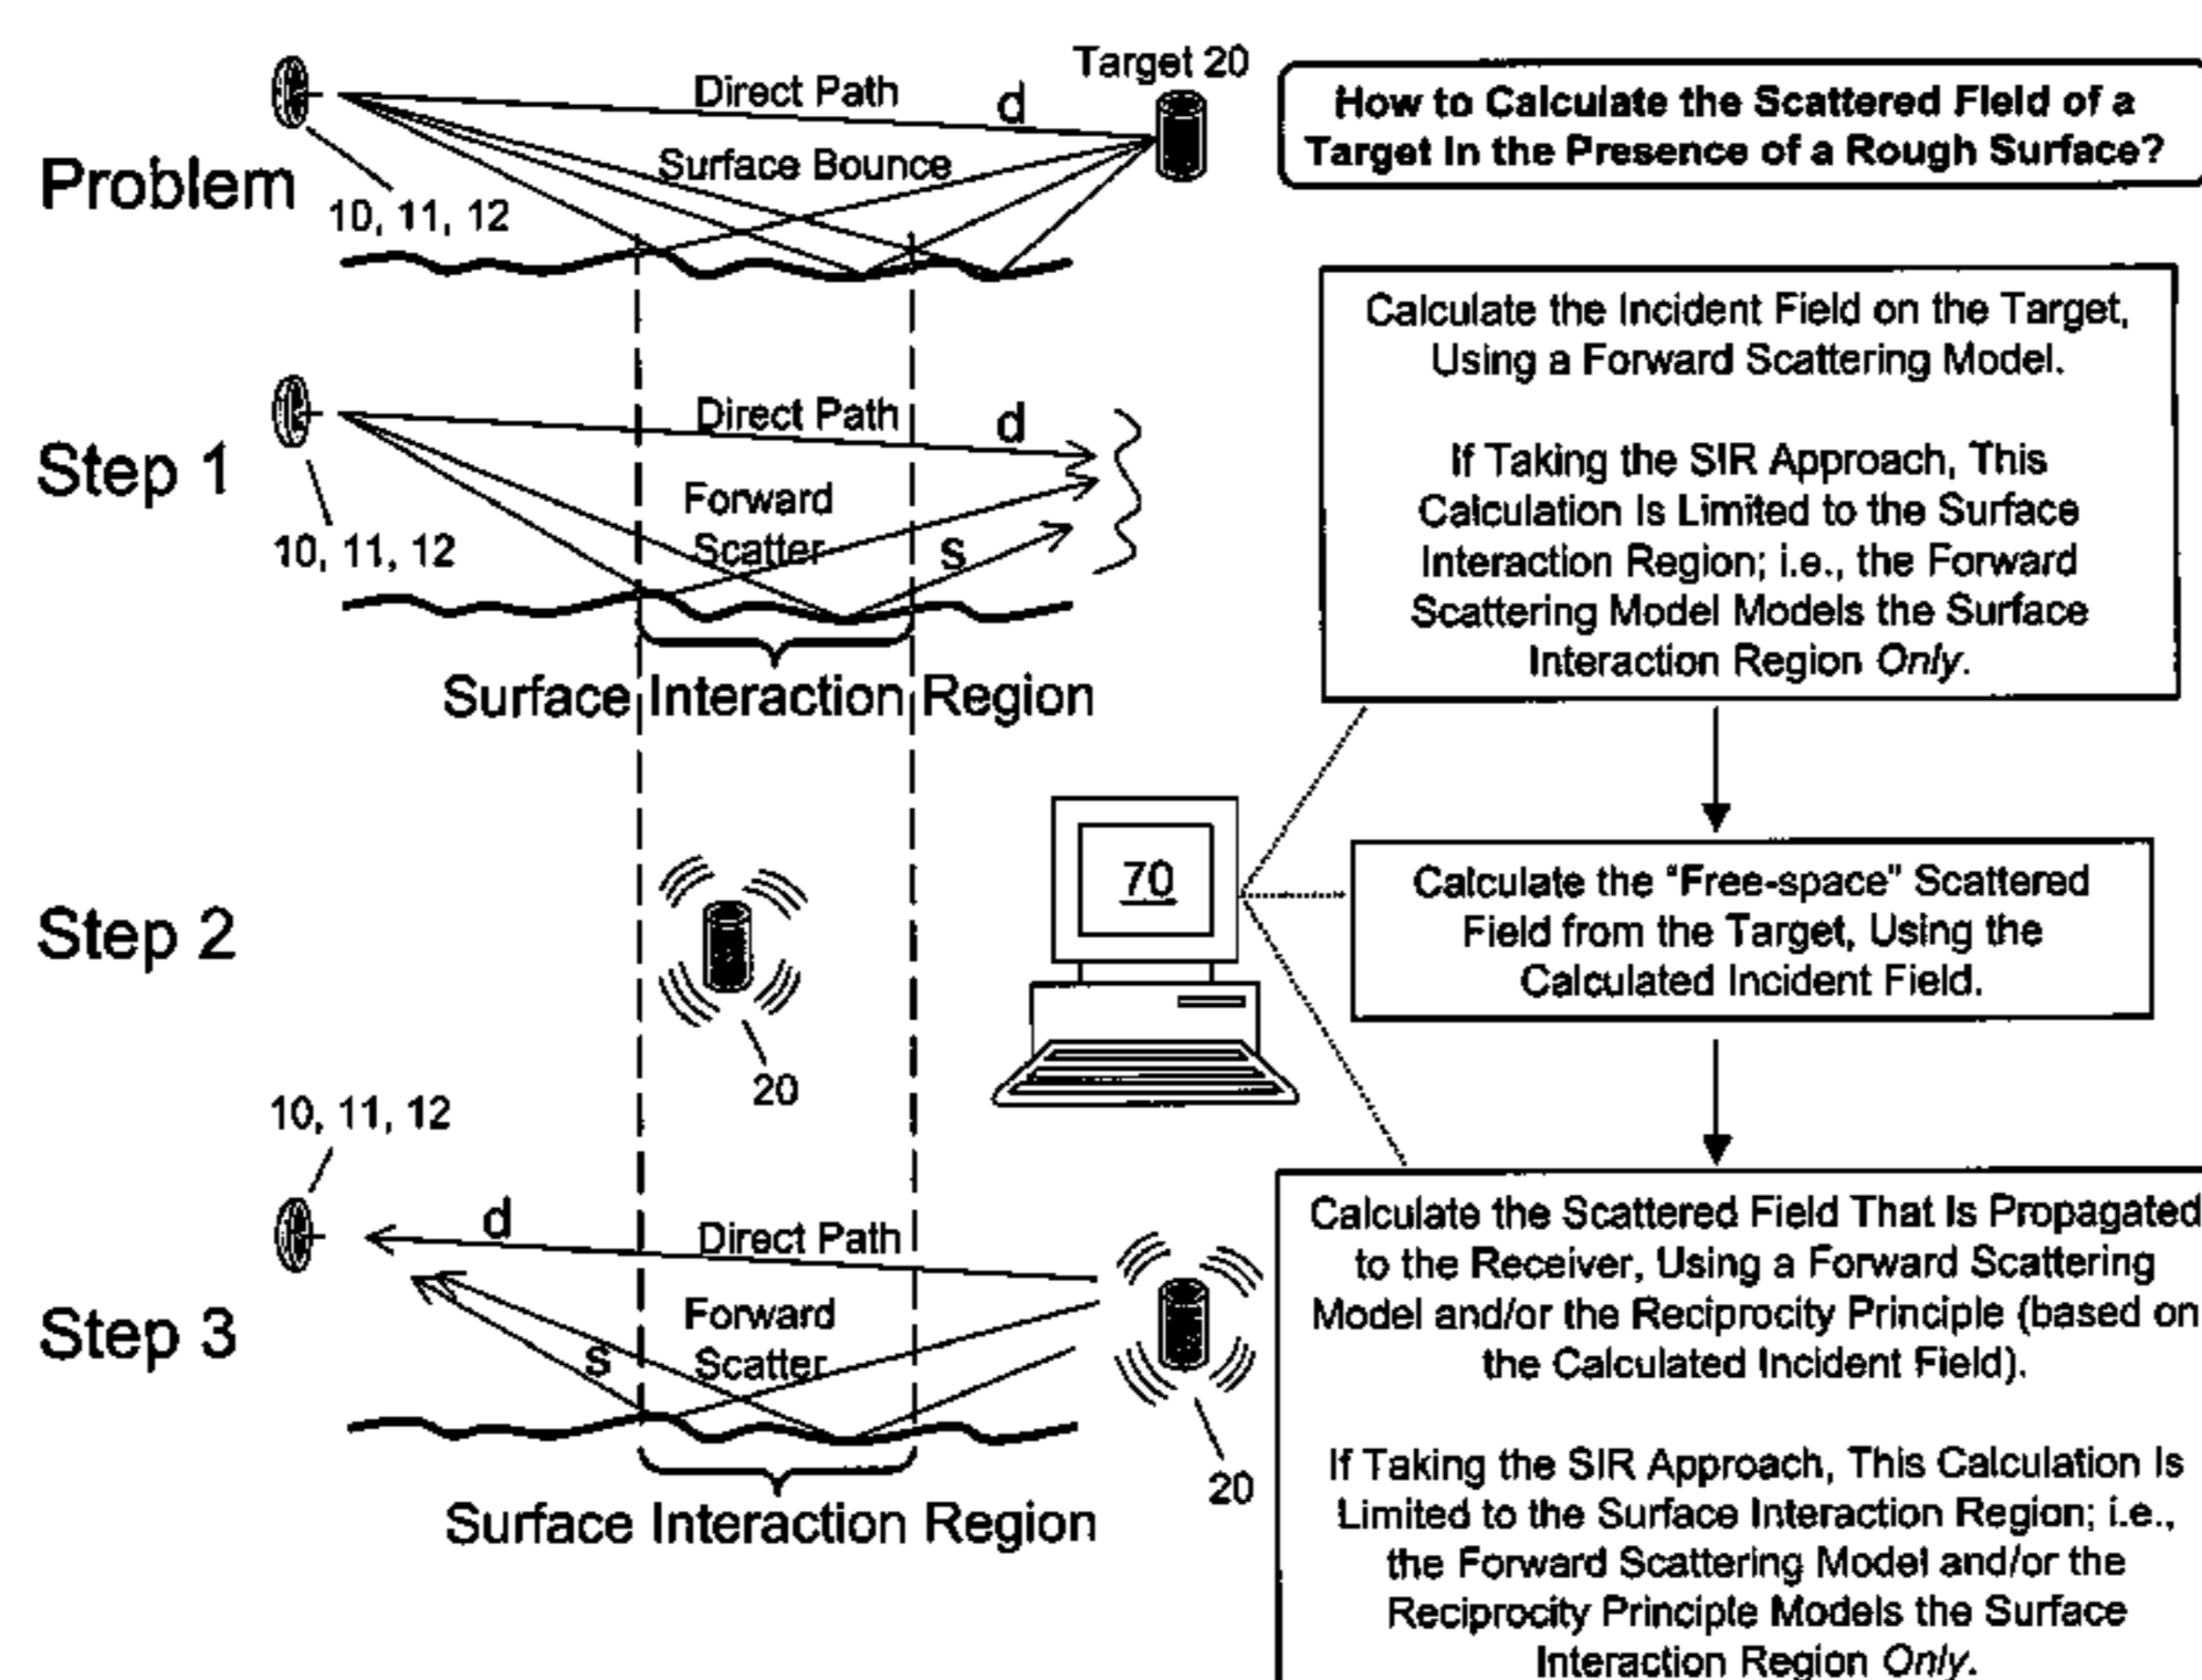 Target 20
Direct Path
d
Surface Bounce
Problem
10, 11, 12
How to Calculate the Scattered Field of a
Target In the Presence of a Rough Surface?
Calculate the Incident Field on the Target,
Using a Forward Scattering Model.
If Taking the SIR Approach, This
Calculation Is Limited to the Surface
Interaction Region; i.e., the Forward
Scattering Model Models the Surface
Interaction Region Only.
Step 1
Direct Path
d
Forward
Scatter
s
10, 11, 12
Surface Interaction Region
Step 2
20
70
Calculate the "Free-space" Scattered
Field from the Target, Using the
Calculated Incident Field.
10, 11, 12
Step 3
d
Direct Path
Forward
Scatter
s
20
Surface Interaction Region
Calculate the Scattered Field That Is Propagated
to the Receiver, Using a Forward Scattering
Model and/or the Reciprocity Principle (based on
the Calculated Incident Field).
If Taking the SIR Approach, This Calculation Is
Limited to the Surface Interaction Region; i.e.,
the Forward Scattering Model and/or the
Reciprocity Principle Models the Surface
Interaction Region Only.